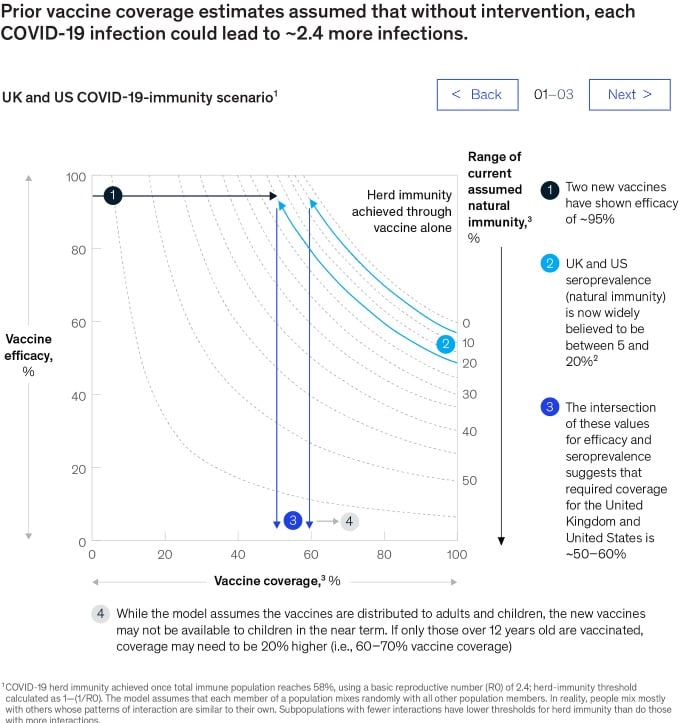 Prior vaccine coverage estimates assumed that without intervention, each
COVID-19 infection could lead to ~2.4 more infections.
UK and US COVID-19-immunity scenario¹
< Back
01–03
Next >
Vaccine
efficacy,
%
100
80
60
40
20
0
1
Herd immunity
achieved through
vaccine alone
Range of
current
assumed
natural
immunity,³
%
0
10
20
30
40
50
2
3
4
0
20
40
60
80
100
Vaccine coverage,³ %
1 Two new vaccines
have shown efficacy
of ~95%
2 UK and US
seroprevalence
(natural immunity)
is now widely
believed to be
between 5 and
20%²
3 The intersection
of these values
for efficacy and
seroprevalence
suggests that
required coverage
for the United
Kingdom and
United States is
~50–60%
4 While the model assumes the vaccines are distributed to adults and children, the new vaccines
may not be available to children in the near term. If only those over 12 years old are vaccinated,
coverage may need to be 20% higher (i.e., 60–70% vaccine coverage)
¹COVID-19 herd immunity achieved once total immune population reaches 58%, using a basic reproductive number (R0) of 2.4; herd-immunity threshold
calculated as 1—(1/R0). The model assumes that each member of a population mixes randomly with all other population members. In reality, people mix mostly
with others whose patterns of interaction are similar to their own. Subpopulations with fewer interactions have lower thresholds for herd immunity than do those
with more interactions.